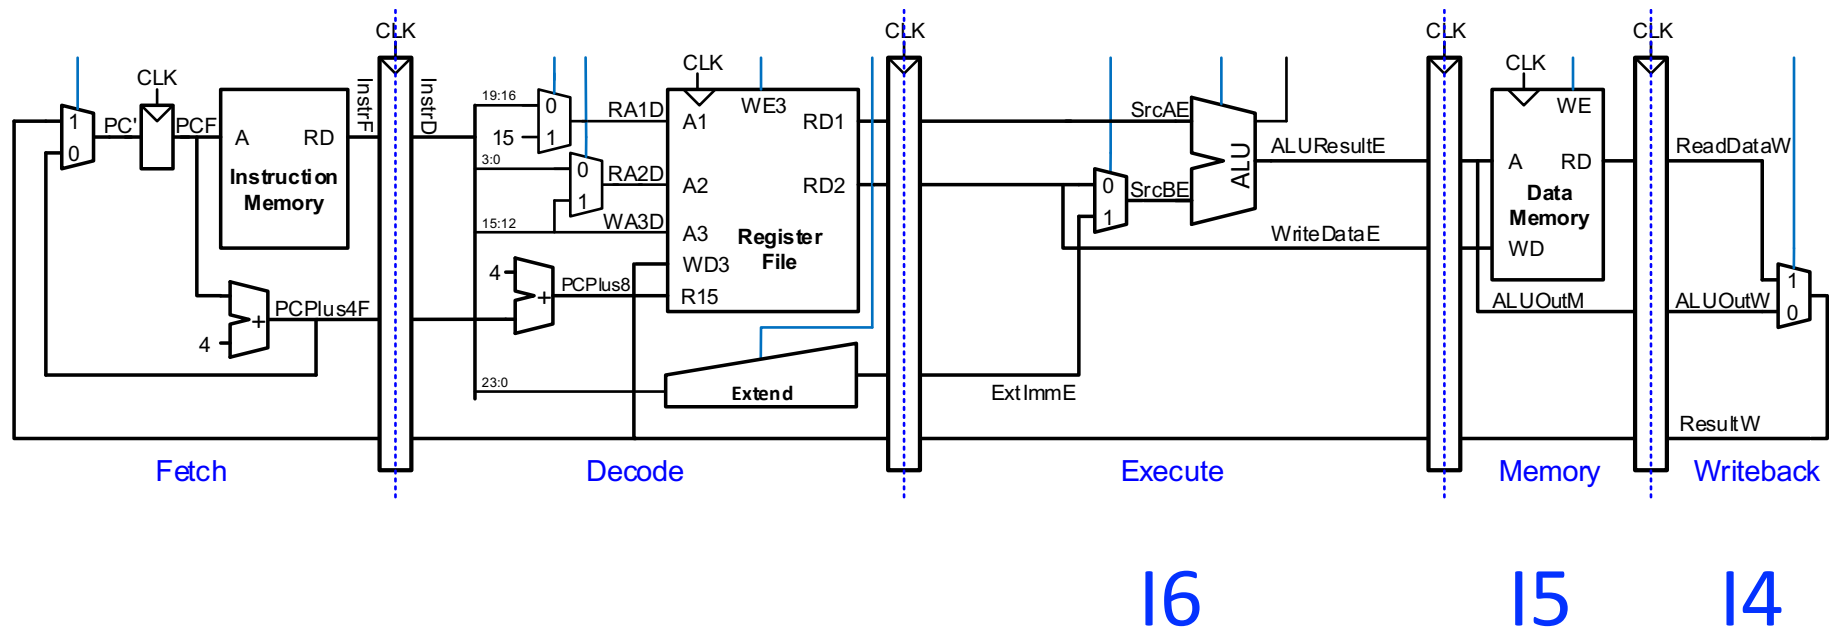 CLK
CLK
CLK
CLK
CLK
CLK
CLK
1
0
PC'
PCF
A
RD
Instruction
Memory
InstrF
InstrD
4
+
PCPlus4F
19:16
0
1
15
RA1D
3:0
0
1
RA2D
15:12
WA3D
4
+
PCPlus8
23:0
A1
A2
A3
WD3
R15
WE3
RD1
RD2
Register
File
Extend
0
1
SrcAE
SrcBE
ALU
ALUResultE
WriteDataE
ExtImmE
WE
A
RD
Data
Memory
WD
ALUOutM
ReadDataW
ALUOutW
1
0
ResultW
Fetch
Decode
Execute
Memory
Writeback
I6
I5
I4